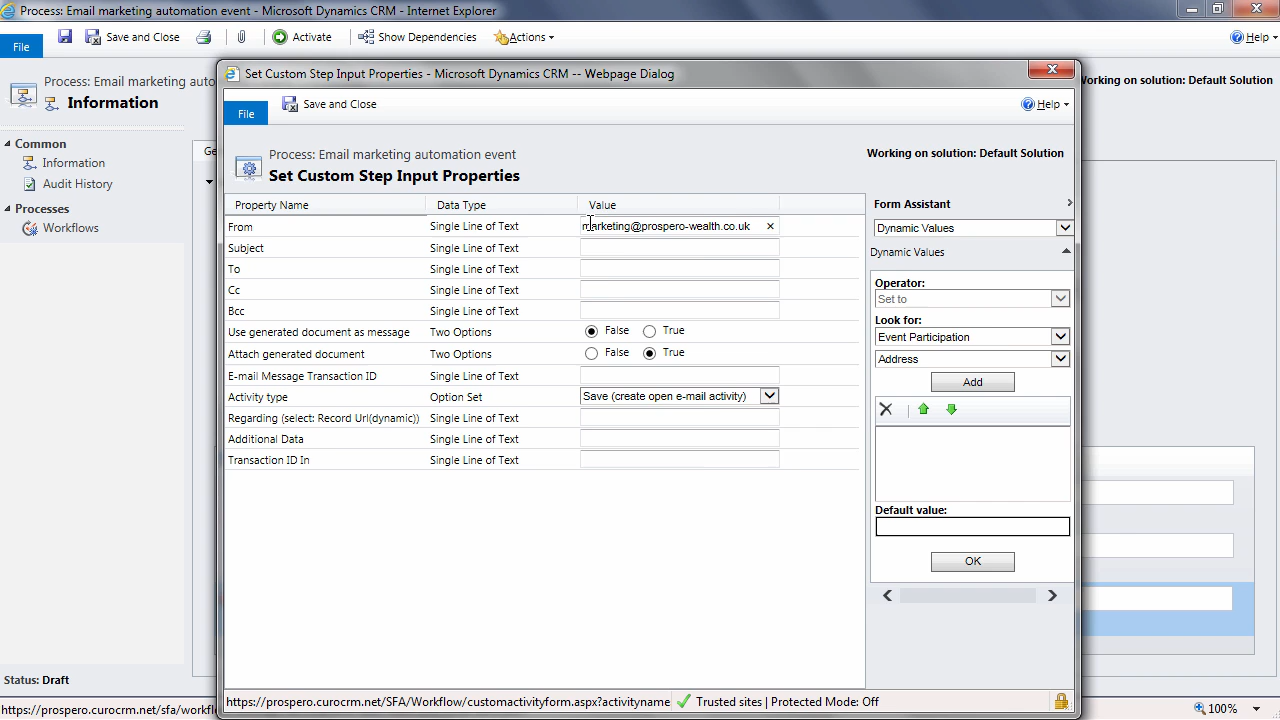 Process: Email marketing automation event - Microsoft Dynamics CRM - Internet Explorer
File
Save and Close
Activate
Show Dependencies
Actions
Help
Process: Email marketing auto
Information
Working on solution: Default Solution
Common
Information
Audit History
Processes
Workflows
Ge
Set Custom Step Input Properties - Microsoft Dynamics CRM -- Webpage Dialog
File
Save and Close
Help
Process: Email marketing automation event
Set Custom Step Input Properties
Working on solution: Default Solution
Property Name Data Type Value
From Single Line of Text marketing@prospero-wealth.co.uk
Subject Single Line of Text
To Single Line of Text
Cc Single Line of Text
Bcc Single Line of Text
Use generated document as message Two Options False True
Attach generated document Two Options False True
E-mail Message Transaction ID Single Line of Text
Activity type Option Set Save (create open e-mail activity)
Regarding (select: Record Url(dynamic)) Single Line of Text
Additional Data Single Line of Text
Transaction ID In Single Line of Text
Form Assistant
Dynamic Values
Dynamic Values
Operator:
Set to
Look for:
Event Participation
Address
Add
Default value:
OK
https://prospero.curocrm.net/SFA/Workflow/customactivityform.aspx?activityname
Trusted sites | Protected Mode: Off
Status: Draft
https://prospero.curocrm.net/sfa/workfl
100%